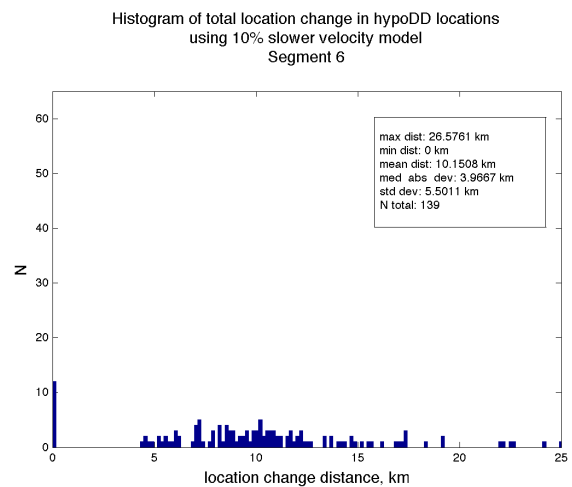 Histogram of total location change in hypoDD locations
using 10% slower velocity model
Segment 6
max dist: 26.5761 km
min dist: 0 km
mean dist: 10.1508 km
med abs dev: 3.9667 km
std dev: 5.5011 km
N total: 139
N
60
50
40
30
20
10
0
0 5 10 15 20 25
location change distance, km